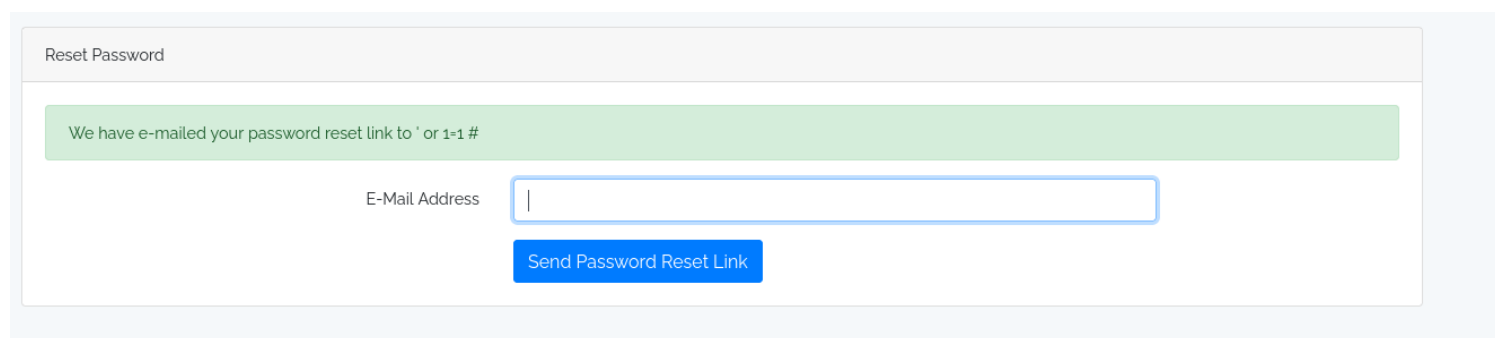 Reset Password
We have e-mailed your password reset link to ' or 1=1 #
E-Mail Address
Send Password Reset Link